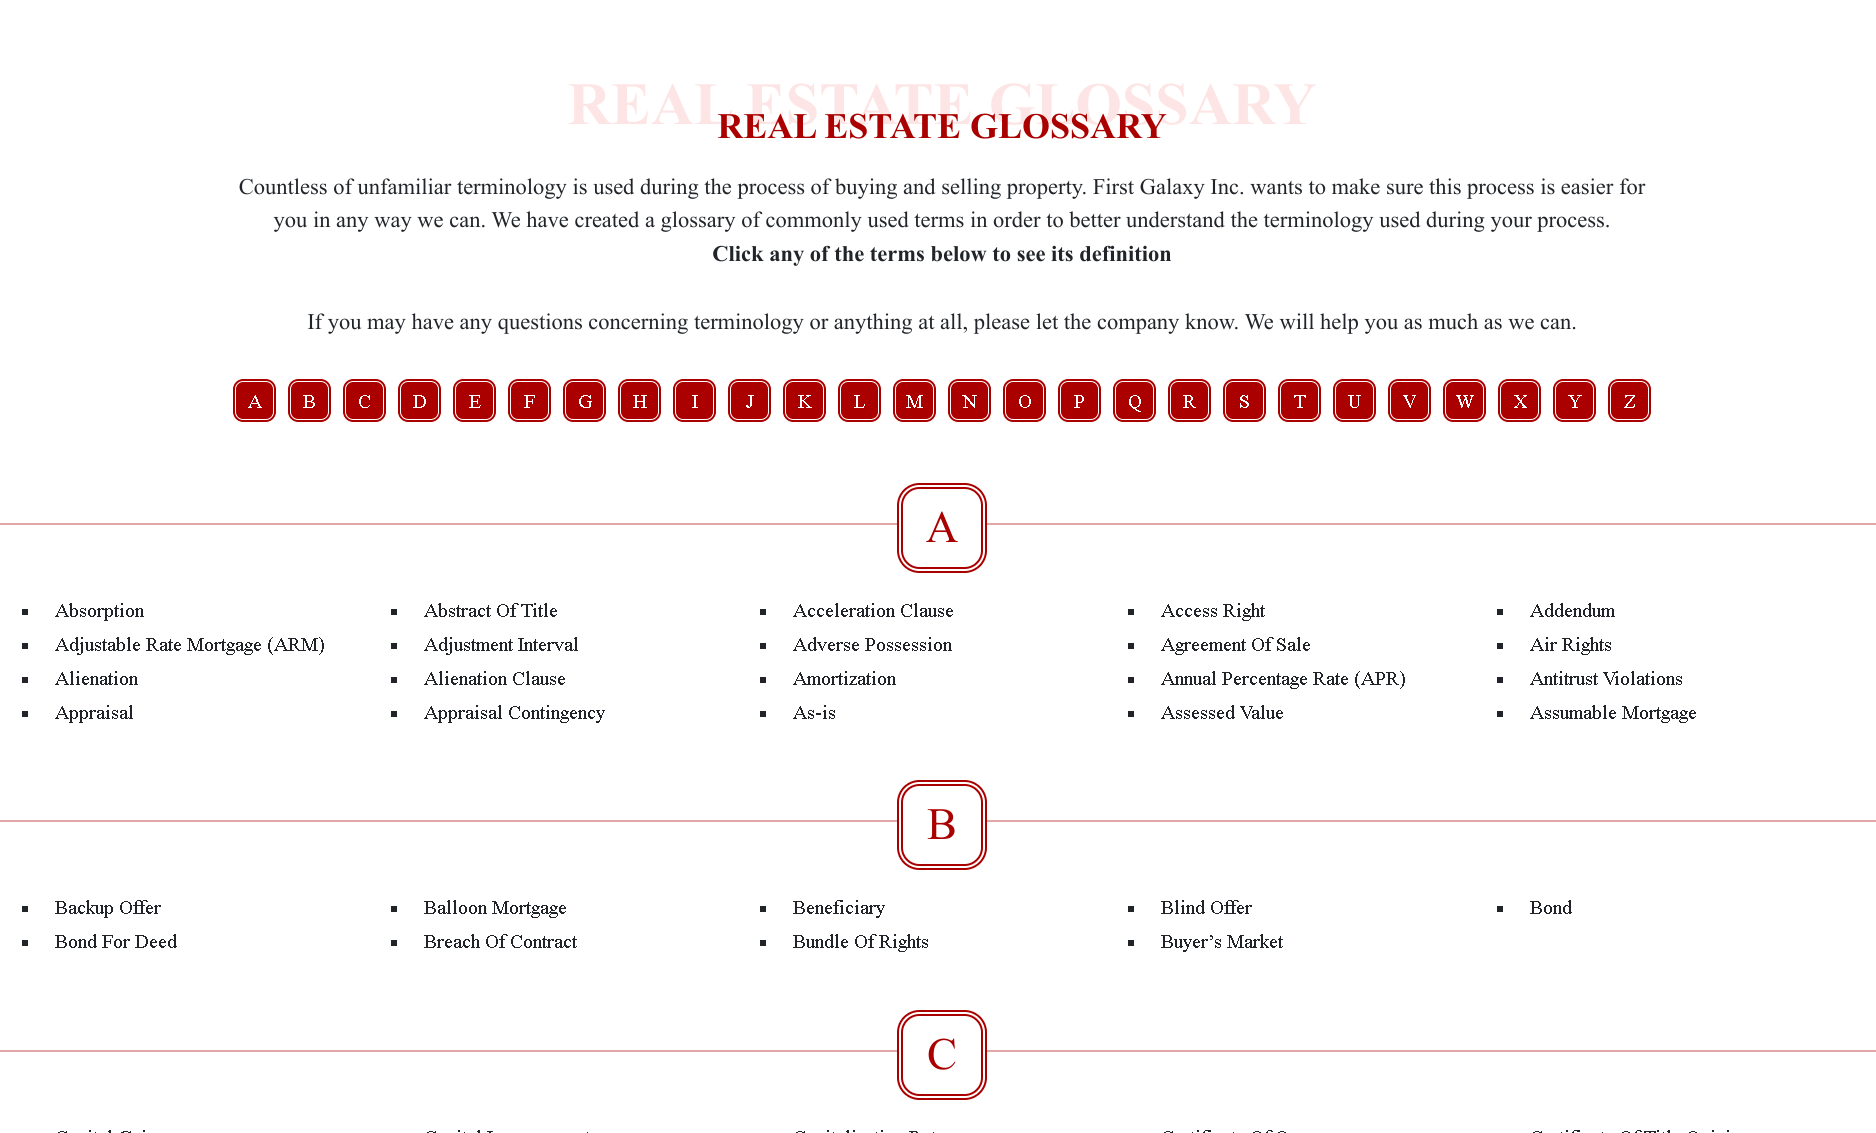 REAL ESTATE GLOSSARY
REAL ESTATE GLOSSARY
Countless of unfamiliar terminology is used during the process of buying and selling property. First Galaxy Inc. wants to make sure this process is easier for
you in any way we can. We have created a glossary of commonly used terms in order to better understand the terminology used during your process.
Click any of the terms below to see its definition
If you may have any questions concerning terminology or anything at all, please let the company know. We will help you as much as we can.
A B C D E F G H I J K L M N O P Q R S T U V W X Y Z
A
Absorption Abstract Of Title Acceleration Clause Access Right Addendum
Adjustable Rate Mortgage (ARM) Adjustment Interval Adverse Possession Agreement Of Sale Air Rights
Alienation Alienation Clause Amortization Annual Percentage Rate (APR) Antitrust Violations
Appraisal Appraisal Contingency As-is Assessed Value Assumable Mortgage
B
Backup Offer Balloon Mortgage Beneficiary Blind Offer Bond
Bond For Deed Breach Of Contract Bundle Of Rights Buyer’s Market
C